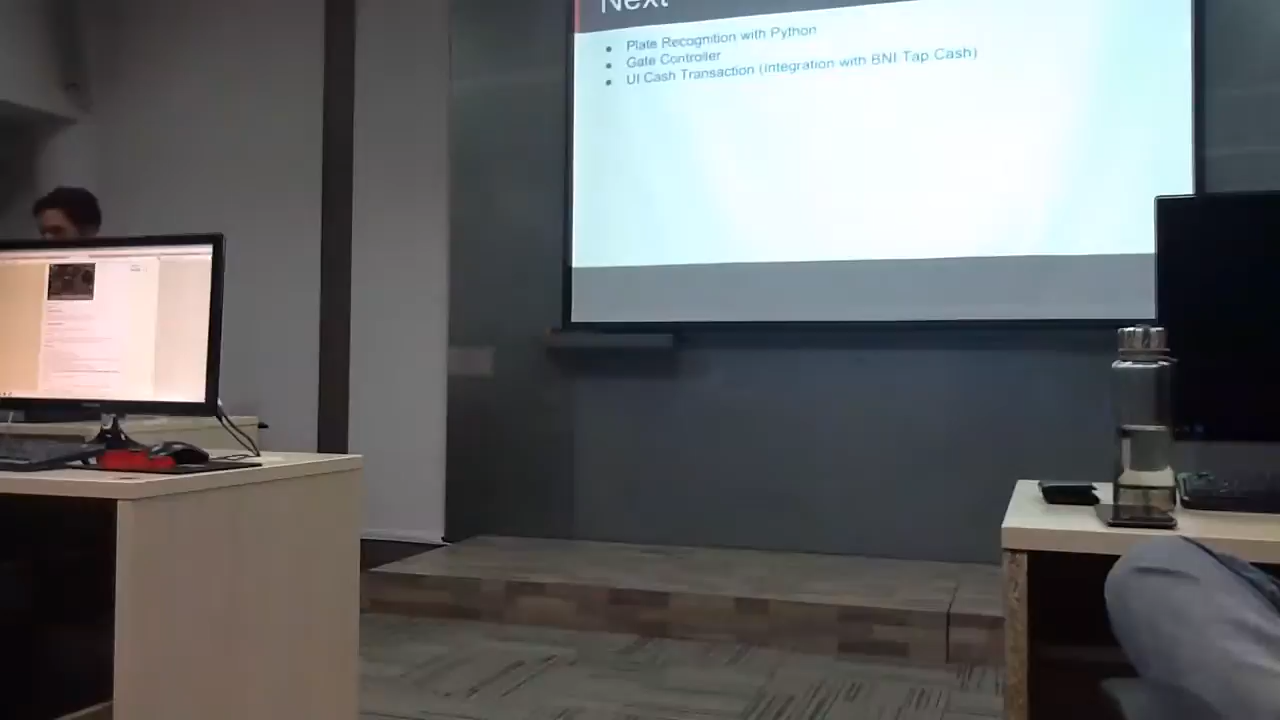 Next
Plate Recognition with Python
Gate Controller
UI Cash Transaction (Integration with BNI Tap Cash)